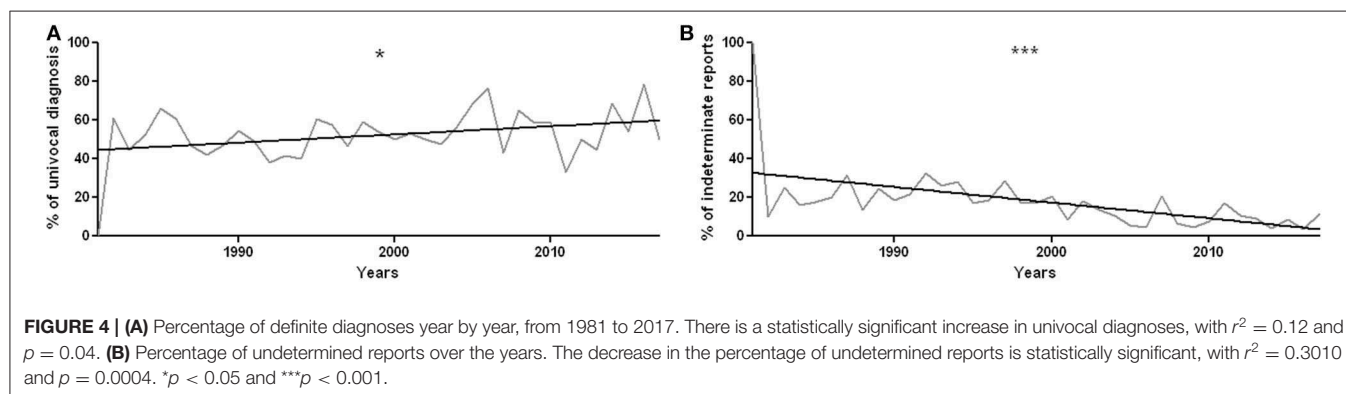 A
*
100
80
60
40
20
0
% of univocal diagnosis
1990
2000
2010
Years
B
***
100
80
60
40
20
0
% of indeterminate reports
1990
2000
2010
Years
FIGURE 4 | (A) Percentage of definite diagnoses year by year, from 1981 to 2017. There is a statistically significant increase in univocal diagnoses, with r² = 0.12 and
p = 0.04. (B) Percentage of undetermined reports over the years. The decrease in the percentage of undetermined reports is statistically significant, with r² = 0.3010
and p = 0.0004. *p < 0.05 and ***p < 0.001.